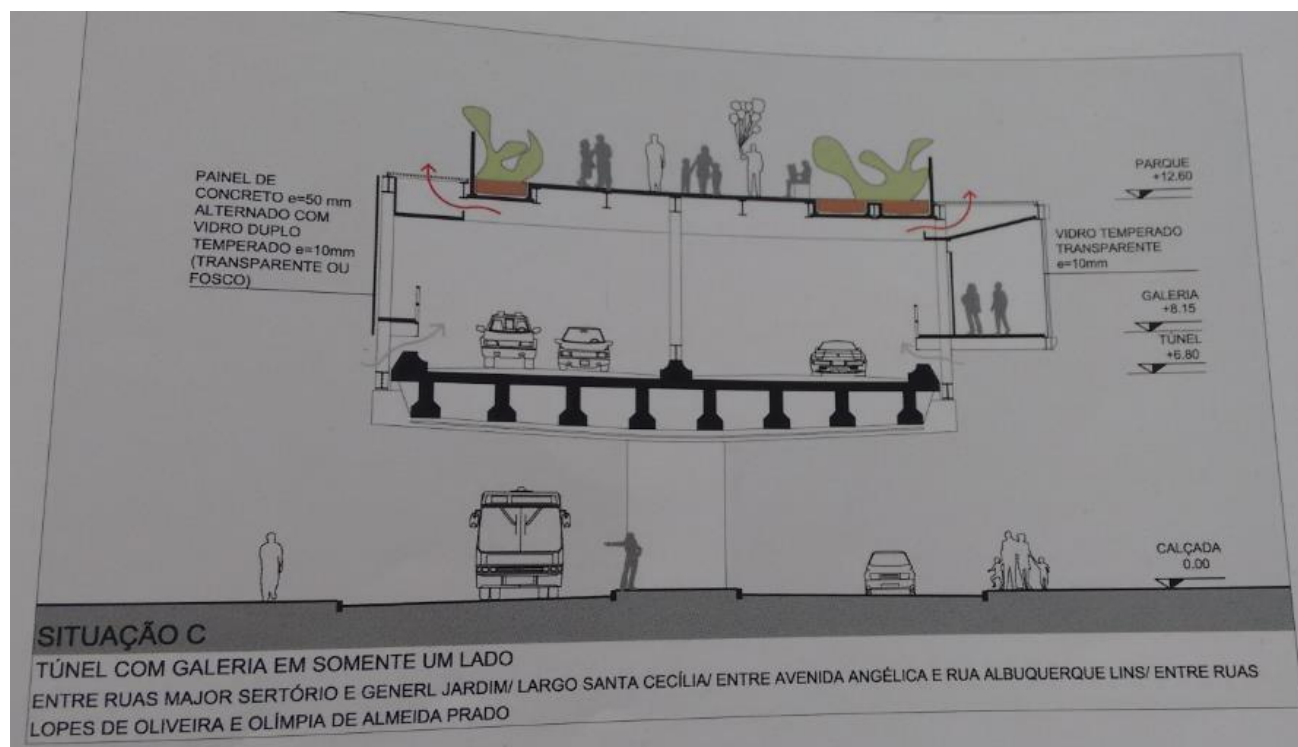 PARQUE
+12.60
PAINEL DE
CONCRETO e=50 mm
ALTERNADO COM
VIDRO DUPLO
TEMPERADO e=10mm
(TRANSPARENTE OU
FOSCO)
VIDRO TEMPERADO
TRANSPARENTE
e=10mm
GALERIA
+8.15
TÚNEL
+6.80
CALÇADA
0.00
SITUAÇÃO C
TÚNEL COM GALERIA EM SOMENTE UM LADO
ENTRE RUAS MAJOR SERTÓRIO E GENERL JARDIM/ LARGO SANTA CECÍLIA/ ENTRE AVENIDA ANGÉLICA E RUA ALBUQUERQUE LINS/ ENTRE RUAS
LOPES DE OLIVEIRA E OLÍMPIA DE ALMEIDA PRADO